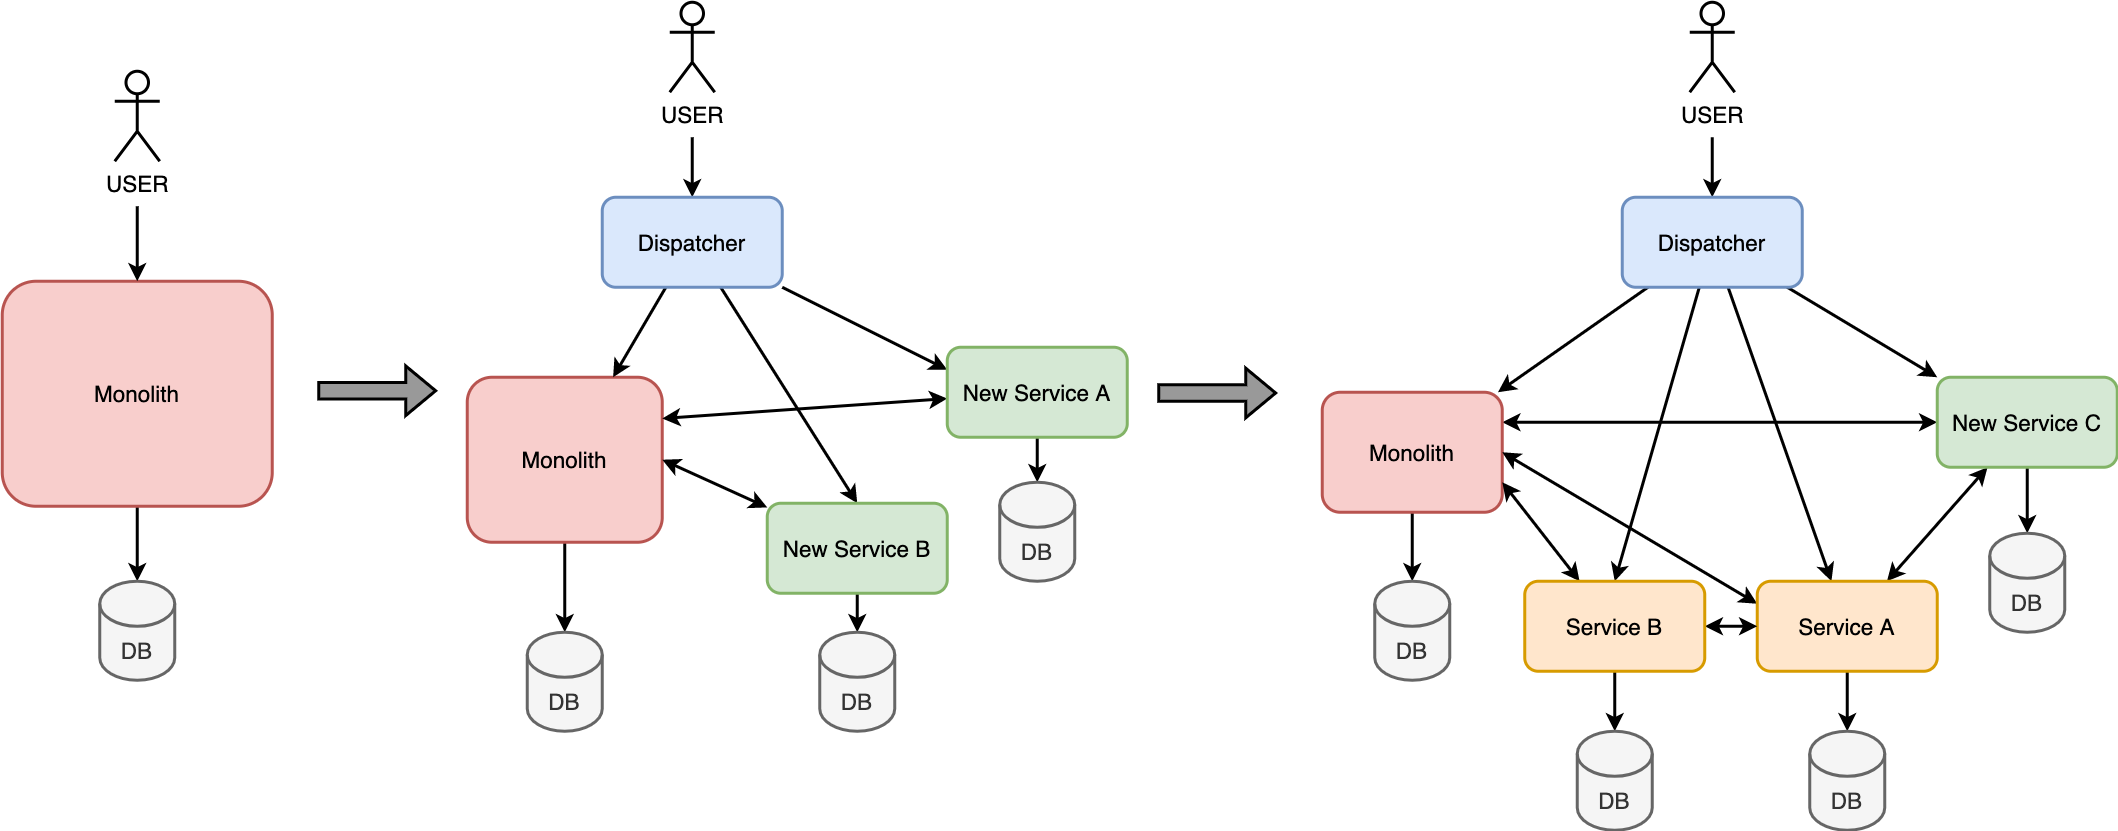 USER
Monolith
DB
USER
Dispatcher
New Service A
Monolith
New Service B
DB
DB
DB
USER
Dispatcher
New Service C
Monolith
Service B
Service A
DB
DB
DB
DB